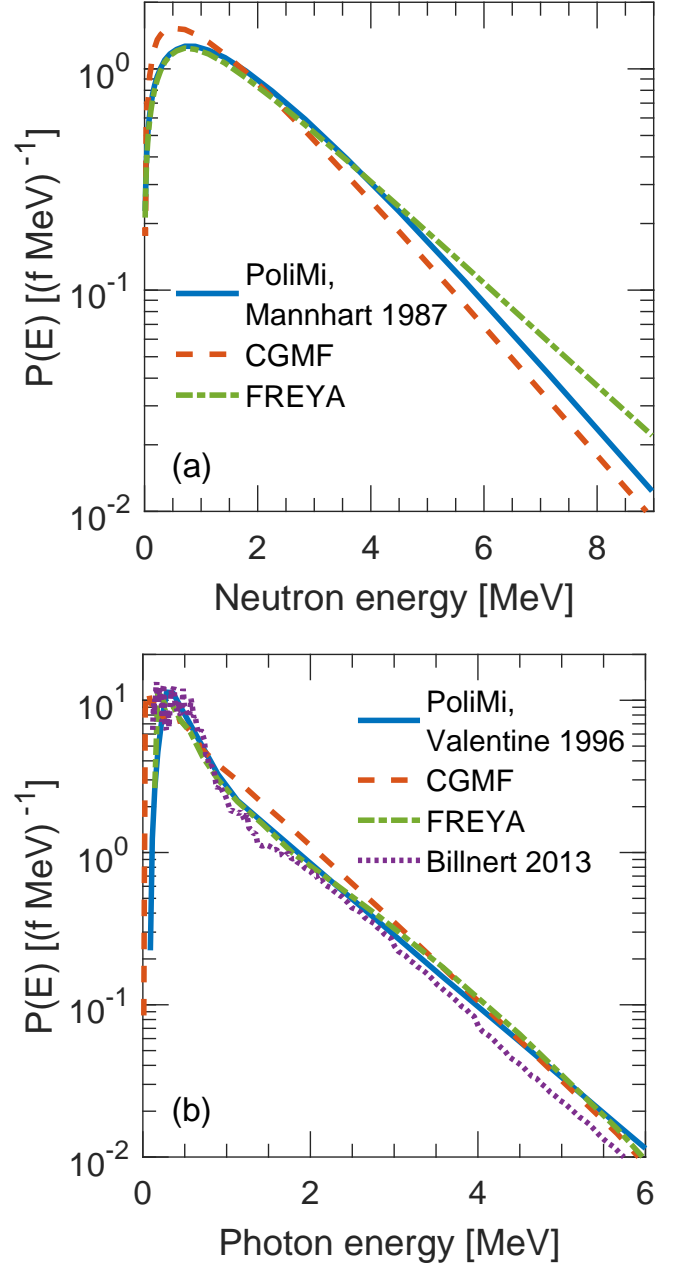 P(E) [(f MeV) -1]
10^0
10^-1
10^-2
PoliMi,
Mannhart 1987
CGMF
FREYA
(a)
0 2 4 6 8
Neutron energy [MeV]
P(E) [(f MeV)^-1]
10^1
10^0
10^-1
10^-2
PoliMi,
Valentine 1996
CGMF
FREYA
Billnert 2013
(b)
0 2 4 6
Photon energy [MeV]